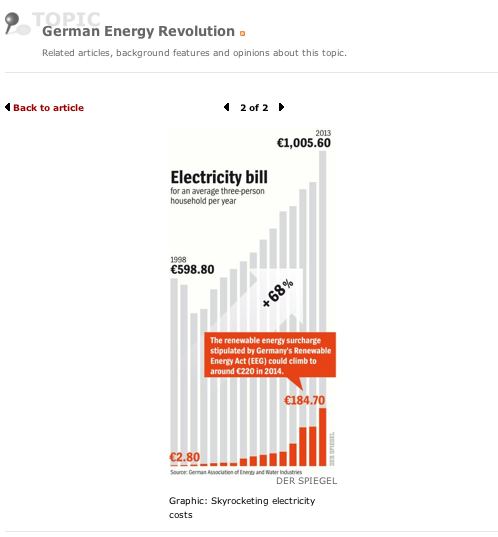 TOPIC
German Energy Revolution
Related articles, background features and opinions about this topic.
Back to article
2 of 2
2013
€1,005.60
Electricity bill
for an average three-person
household per year
1998
€598.80
+68%
The renewable energy surcharge
stipulated by Germany's Renewable
Energy Act (EEG) could climb to
around €220 in 2014.
€184.70
€2.80
DER SPIEGEL
Source: German Association of Energy and Water Industries
DER SPIEGEL
Graphic: Skyrocketing electricity
costs